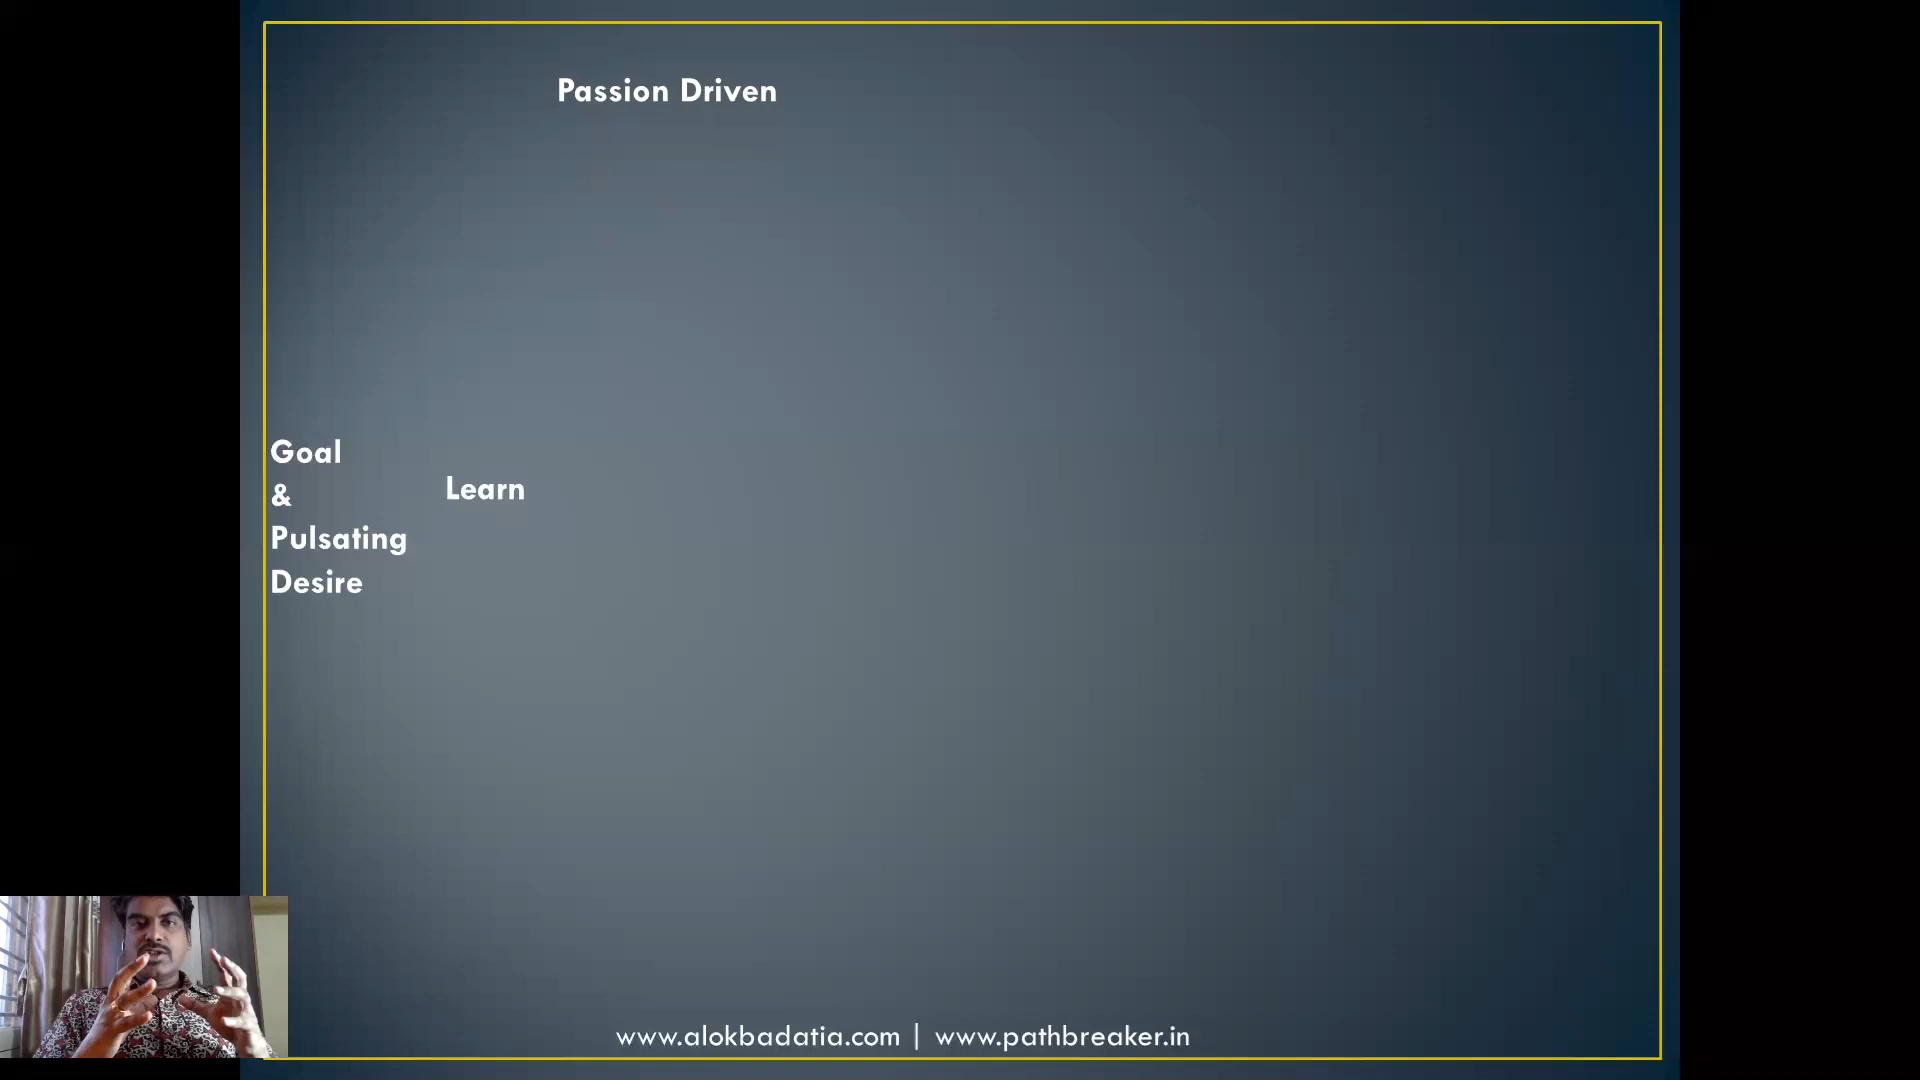 Passion Driven
Goal
&
Pulsating
Desire
Learn
www.alokbadatia.com | www.pathbreaker.in